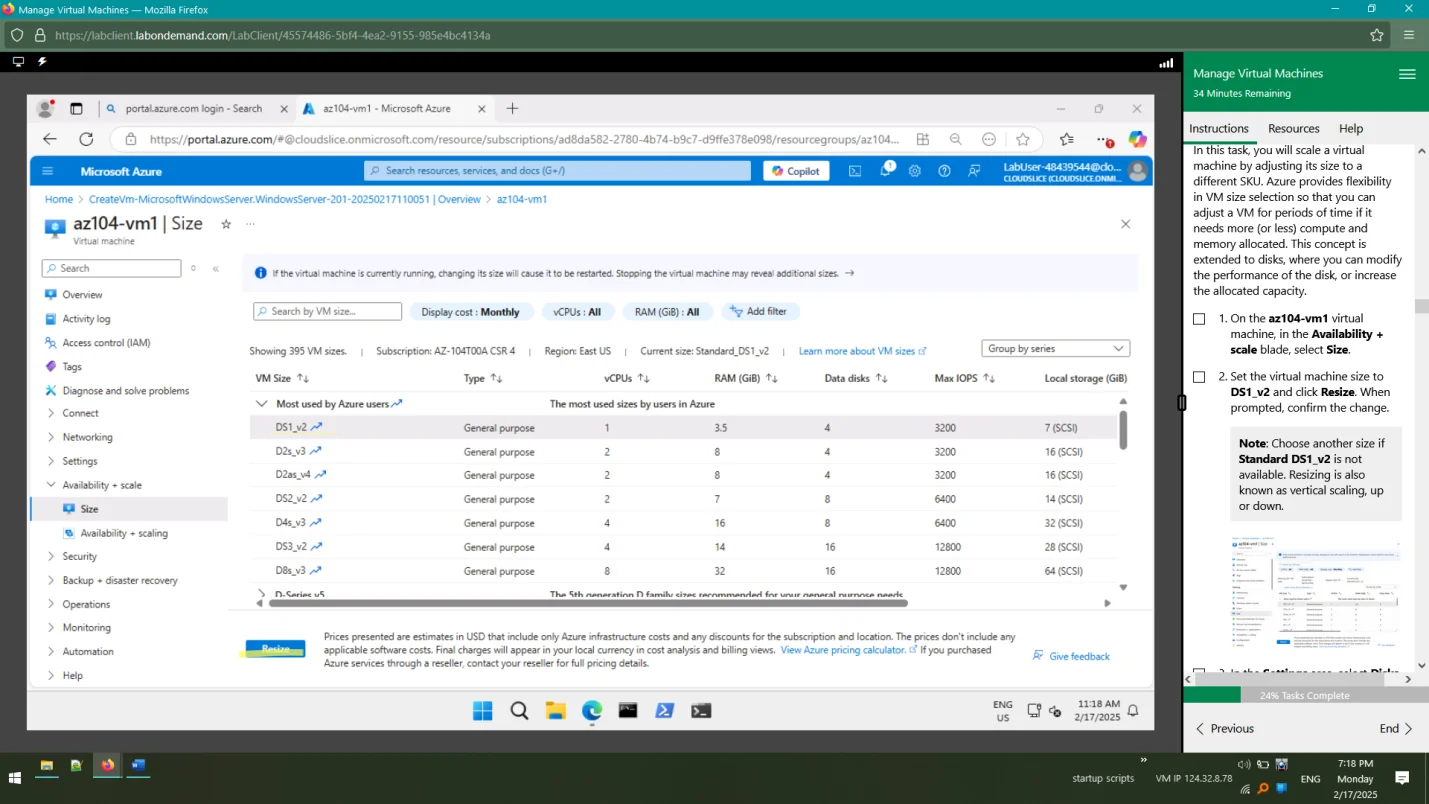 Manage Virtual Machines — Mozilla Firefox
https://labclient.labondemand.com/LabClient/45574486-5bf4-4ea2-9155-985e4bc4134a
portal.azure.com login - Search
az104-vm1 - Microsoft Azure
https://portal.azure.com/#@cloudslice.onmicrosoft.com/resource/subscriptions/ad8da582-2780-4b74-b9c7-d9ffe378e098/resourcegroups/az104...
Microsoft Azure
Search resources, services, and docs (G+/)
Copilot
1
LabUser-48439544@clo...
CLOUDSLICE (CLOUDSLICE.ONMI...
Home > CreateVm-MicrosoftWindowsServer.WindowsServer-201-20250217110051 | Overview > az104-vm1
az104-vm1 | Size
Virtual machine
Search
Overview
Activity log
Access control (IAM)
Tags
Diagnose and solve problems
Connect
Networking
Settings
Availability + scale
Size
Availability + scaling
Security
Backup + disaster recovery
Operations
Monitoring
Automation
Help
If the virtual machine is currently running, changing its size will cause it to be restarted. Stopping the virtual machine may reveal additional sizes.
Search by VM size...
Display cost : Monthly
vCPUs : All
RAM (GiB) : All
Add filter
Showing 395 VM sizes. | Subscription: AZ-104T00A CSR 4 | Region: East US | Current size: Standard_DS1_v2 | Learn more about VM sizes
Group by series
VM Size Type vCPUs RAM (GiB) Data disks Max IOPS Local storage (GiB)
Most used by Azure users The most used sizes by users in Azure
DS1_v2 General purpose 1 3.5 4 3200 7 (SCSI)
D2s_v3 General purpose 2 8 4 3200 16 (SCSI)
D2as_v4 General purpose 2 8 4 3200 16 (SCSI)
DS2_v2 General purpose 2 7 8 6400 14 (SCSI)
D4s_v3 General purpose 4 16 8 6400 32 (SCSI)
DS3_v2 General purpose 4 14 16 12800 28 (SCSI)
D8s_v3 General purpose 8 32 16 12800 64 (SCSI)
D-Series v5 The 5th generation D family sizes recommended for your general purpose needs
Resize
Prices presented are estimates in USD that include only Azure infrastructure costs and any discounts for the subscription and location. The prices don't include any
applicable software costs. Final charges will appear in your local currency in cost analysis and billing views. View Azure pricing calculator. If you purchased
Azure services through a reseller, contact your reseller for full pricing details.
Give feedback
ENG
US
11:18 AM
2/17/2025
Manage Virtual Machines
34 Minutes Remaining
Instructions
Resources
Help
In this task, you will scale a virtual
machine by adjusting its size to a
different SKU. Azure provides flexibility
in VM size selection so that you can
adjust a VM for periods of time if it
needs more (or less) compute and
memory allocated. This concept is
extended to disks, where you can modify
the performance of the disk, or increase
the allocated capacity.
1. On the az104-vm1 virtual
machine, in the Availability +
scale blade, select Size.
2. Set the virtual machine size to
DS1_v2 and click Resize. When
prompted, confirm the change.
Note: Choose another size if
Standard DS1_v2 is not
available. Resizing is also
known as vertical scaling, up
or down.
3. In the Settings area, select Disks
24% Tasks Complete
Previous
End
startup scripts
VM IP 124.32.8.78
ENG
7:18 PM
Monday
2/17/2025